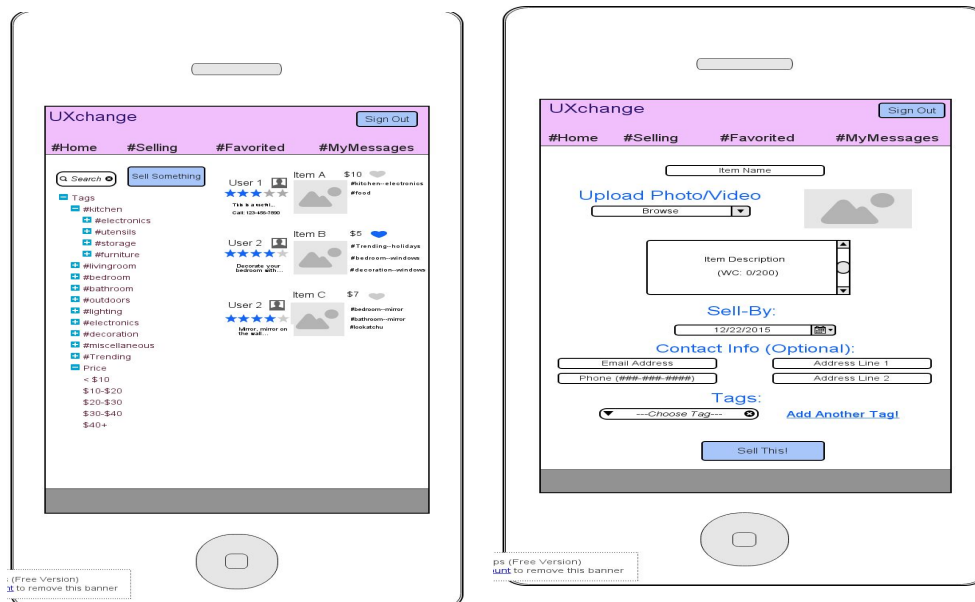 UXchange
Sign Out
#Home #Selling #Favorited #MyMessages
Search
Sell Something
Tags
#kitchen
#electronics
#utensils
#storage
#furniture
#livingroom
#bedroom
#bathroom
#outdoors
#lighting
#electronics
#decoration
#miscellaneous
#Trending
Price
< $10
$10-$20
$20-$30
$30-$40
$40+
User 1
Call: 123-456-7890
Item A $10
#kitchen--electronics
#food
User 2
Decorate your
bedroom with...
Item B $5
#Trending--holidays
#bedroom--windows
#decoration--windows
User 2
Mirror, mirror on
the wall...
Item C $7
#bedroom--mirror
#bathroom--mirror
#lookatchu
(Free Version)
to remove this banner
UXchange
Sign Out
#Home #Selling #Favorited #MyMessages
Item Name
Upload Photo/Video
Browse
Item Description
(WC: 0/200)
Sell-By:
12/22/2015
Contact Info (Optional):
Email Address Address Line 1
Phone (###-###-####) Address Line 2
Tags:
---Choose Tag--- Add Another Tag!
Sell This!
ps (Free Version)
unt to remove this banner